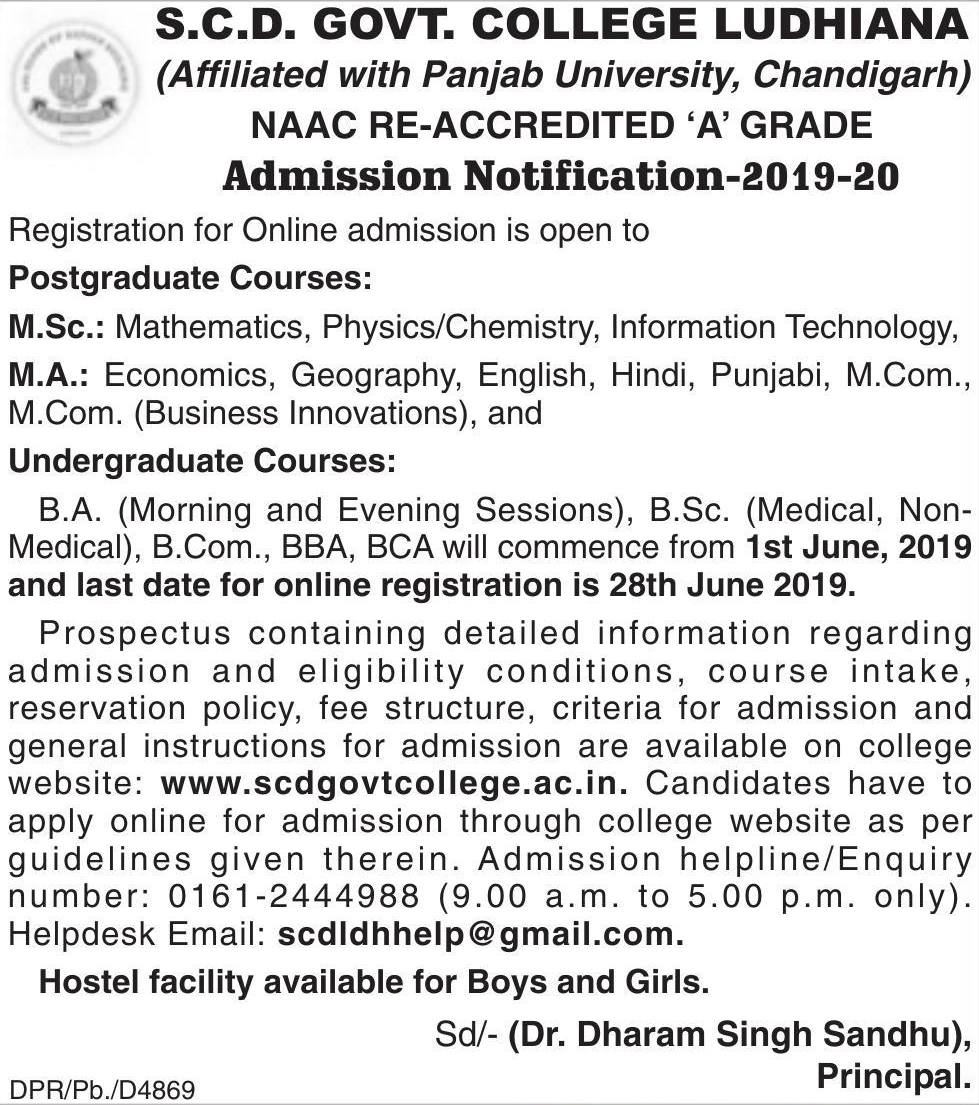 S.C.D. GOVT. COLLEGE LUDHIANA
(Affiliated with Panjab University, Chandigarh)
NAAC RE-ACCREDITED ‘A’ GRADE
Admission Notification-2019-20
Registration for Online admission is open to
Postgraduate Courses:
M.Sc.: Mathematics, Physics/Chemistry, Information Technology,
M.A.: Economics, Geography, English, Hindi, Punjabi, M.Com.,
M.Com. (Business Innovations), and
Undergraduate Courses:
B.A. (Morning and Evening Sessions), B.Sc. (Medical, Non-
Medical), B.Com., BBA, BCA will commence from 1st June, 2019
and last date for online registration is 28th June 2019.
Prospectus containing detailed information regarding
admission and eligibility conditions, course intake,
reservation policy, fee structure, criteria for admission and
general instructions for admission are available on college
website: www.scdgovtcollege.ac.in. Candidates have to
apply online for admission through college website as per
guidelines given therein. Admission helpline/Enquiry
number: 0161-2444988 (9.00 a.m. to 5.00 p.m. only).
Helpdesk Email: scdldhhelp@gmail.com.
Hostel facility available for Boys and Girls.
Sd/- (Dr. Dharam Singh Sandhu),
Principal.
DPR/Pb./D4869